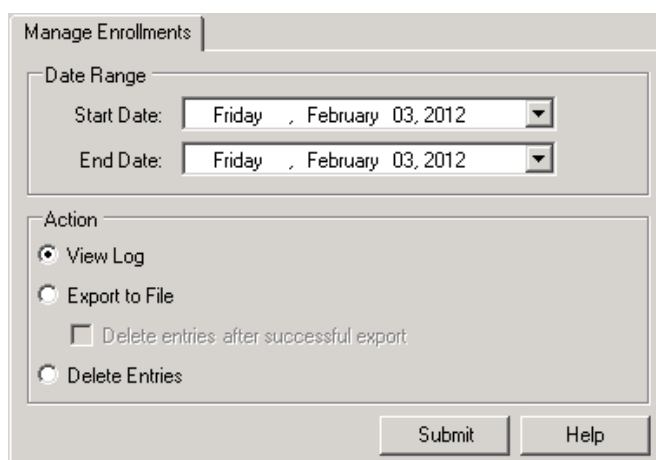 Manage Enrollments
Date Range
Start Date: Friday , February 03, 2012
End Date: Friday , February 03, 2012
Action
View Log
Export to File
Delete entries after successful export
Delete Entries
Submit Help